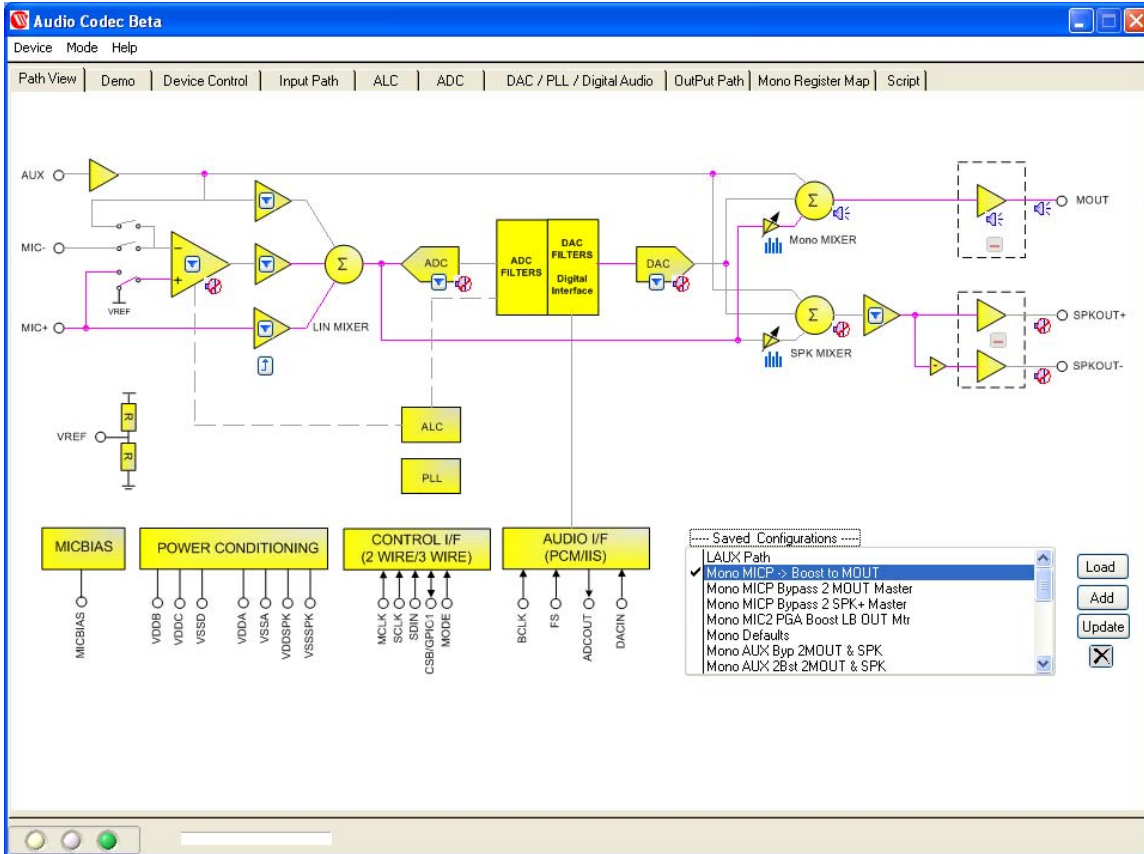 Audio Codec Beta
Device Mode Help
Path View Demo Device Control Input Path ALC ADC DAC / PLL / Digital Audio OutPut Path Mono Register Map Script
AUX
MIC-
VREF
MIC+
LIN MIXER
Σ
ADC
ADC FILTERS
DAC FILTERS
Digital Interface
DAC
Σ
Mono MIXER
MOUT
Σ
SPK MIXER
SPKOUT+
SPKOUT-
VREF
R
R
ALC
PLL
MICBIAS
POWER CONDITIONING
CONTROL I/F
(2 WIRE/3 WIRE)
AUDIO I/F
(PCM/IIS)
MICBIAS
VDDB
VDDC
VSSD
VDDA
VSSA
VDDSPK
VSSSPK
MCLK
SCLK
SDIN
CSB/GPIC1
MODE
BCLK
FS
ADCOUT
DACIN
----- Saved Configurations -----
LAUX Path
Mono MICP -> Boost to MOUT
Mono MICP Bypass 2 MOUT Master
Mono MICP Bypass 2 SPK+ Master
Mono MIC2 PGA Boost LB OUT Mtr
Mono Defaults
Mono AUX Byp 2MOUT & SPK
Mono AUX 2Bst 2MOUT & SPK
Load
Add
Update